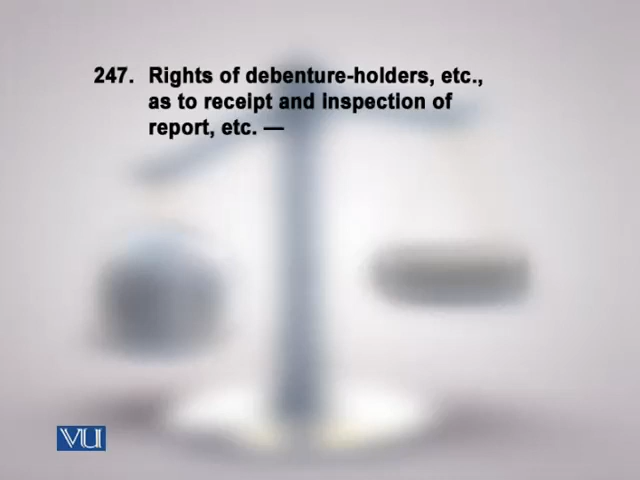 247. Rights of debenture-holders, etc.,
as to receipt and inspection of
report, etc. —
VU